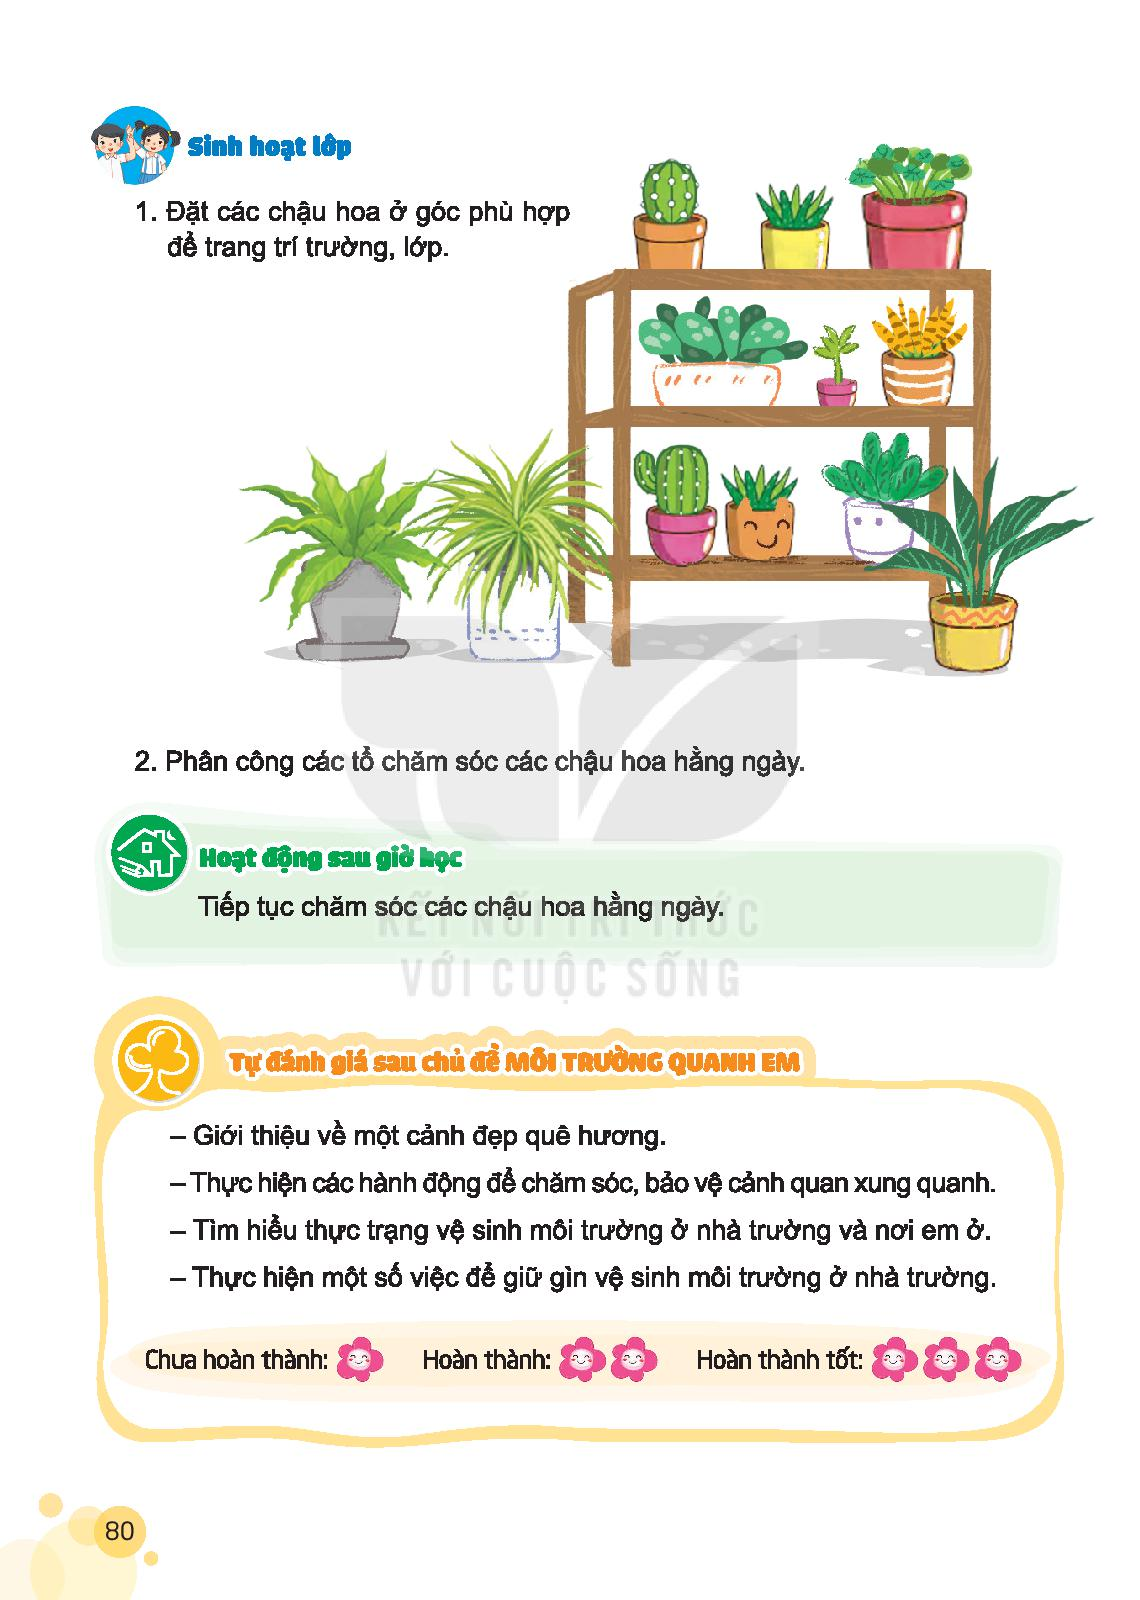 Sinh hoạt lớp
1. Đặt các chậu hoa ở góc phù hợp
để trang trí trường, lớp.
2. Phân công các tổ chăm sóc các chậu hoa hằng ngày.
Hoạt động sau giờ học
Tiếp tục chăm sóc các chậu hoa hằng ngày.
KẾT NỐI TRI THỨC
VỚI CUỘC SỐNG
Tự đánh giá sau chủ đề MÔI TRƯỜNG QUANH EM
– Giới thiệu về một cảnh đẹp quê hương.
– Thực hiện các hành động để chăm sóc, bảo vệ cảnh quan xung quanh.
– Tìm hiểu thực trạng vệ sinh môi trường ở nhà trường và nơi em ở.
– Thực hiện một số việc để giữ gìn vệ sinh môi trường ở nhà trường.
Chưa hoàn thành: Hoàn thành: Hoàn thành tốt:
80